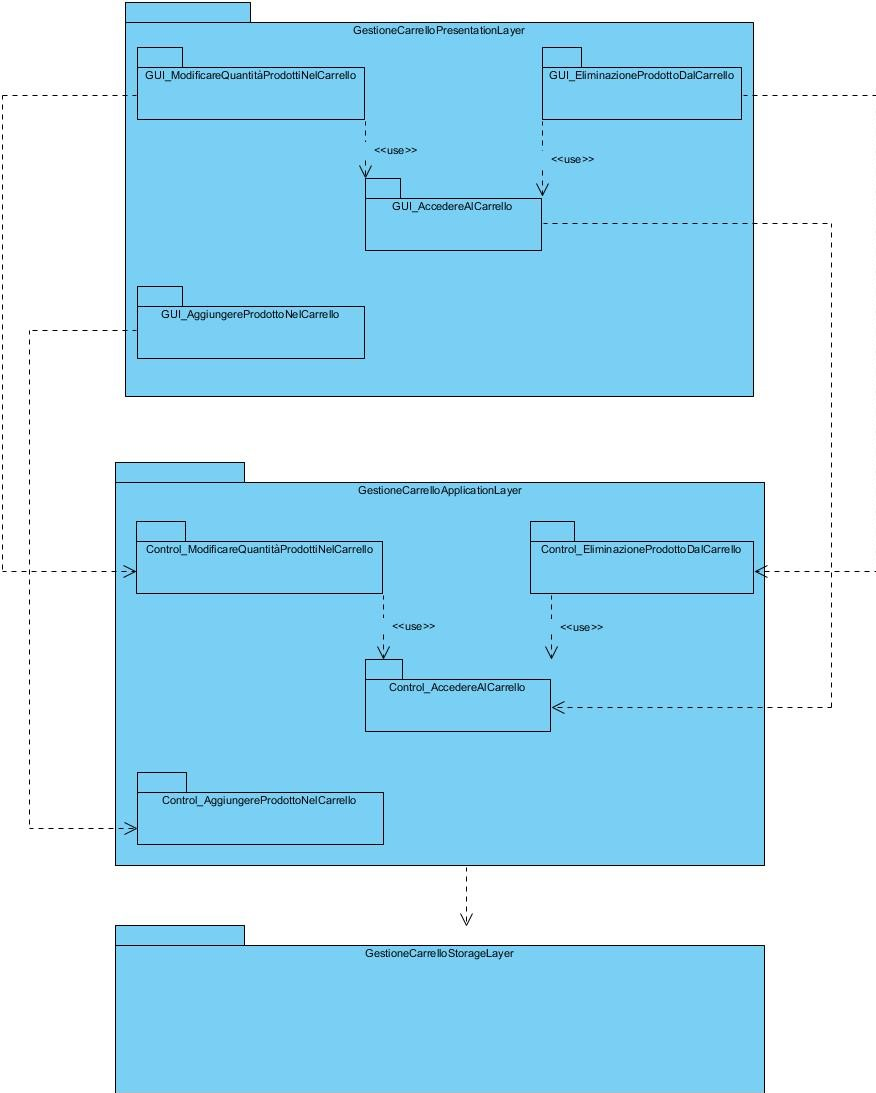 GestioneCarrelloPresentationLayer
GUI_ModificareQuantitàProdottiNelCarrello
GUI_EliminazioneProdottoDalCarrello
<<use>>
<<use>>
GUI_AccedereAlCarrello
GUI_AggiungereProdottoNelCarrello
GestioneCarrelloApplicationLayer
Control_ModificareQuantitàProdottiNelCarrello
Control_EliminazioneProdottoDalCarrello
<<use>>
<<use>>
Control_AccedereAlCarrello
Control_AggiungereProdottoNelCarrello
GestioneCarrelloStorageLayer